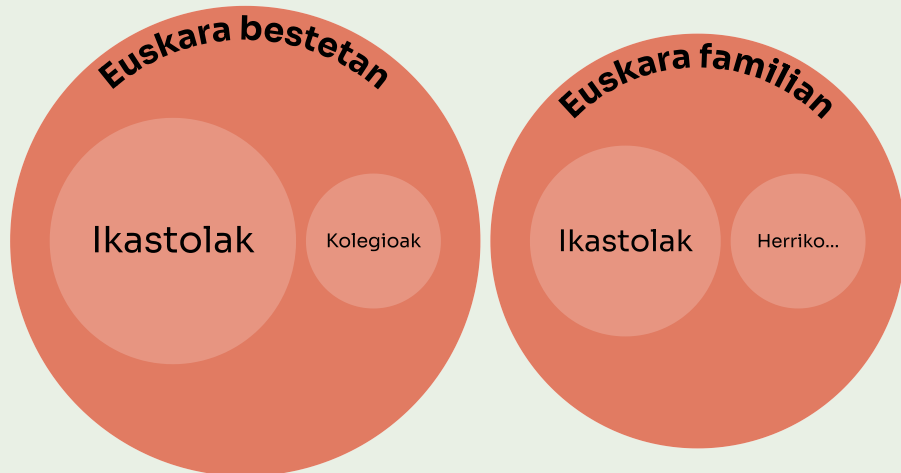 Euskara bestetan
Ikastolak
Kolegioak
Euskara familian
Ikastolak
Herriko...